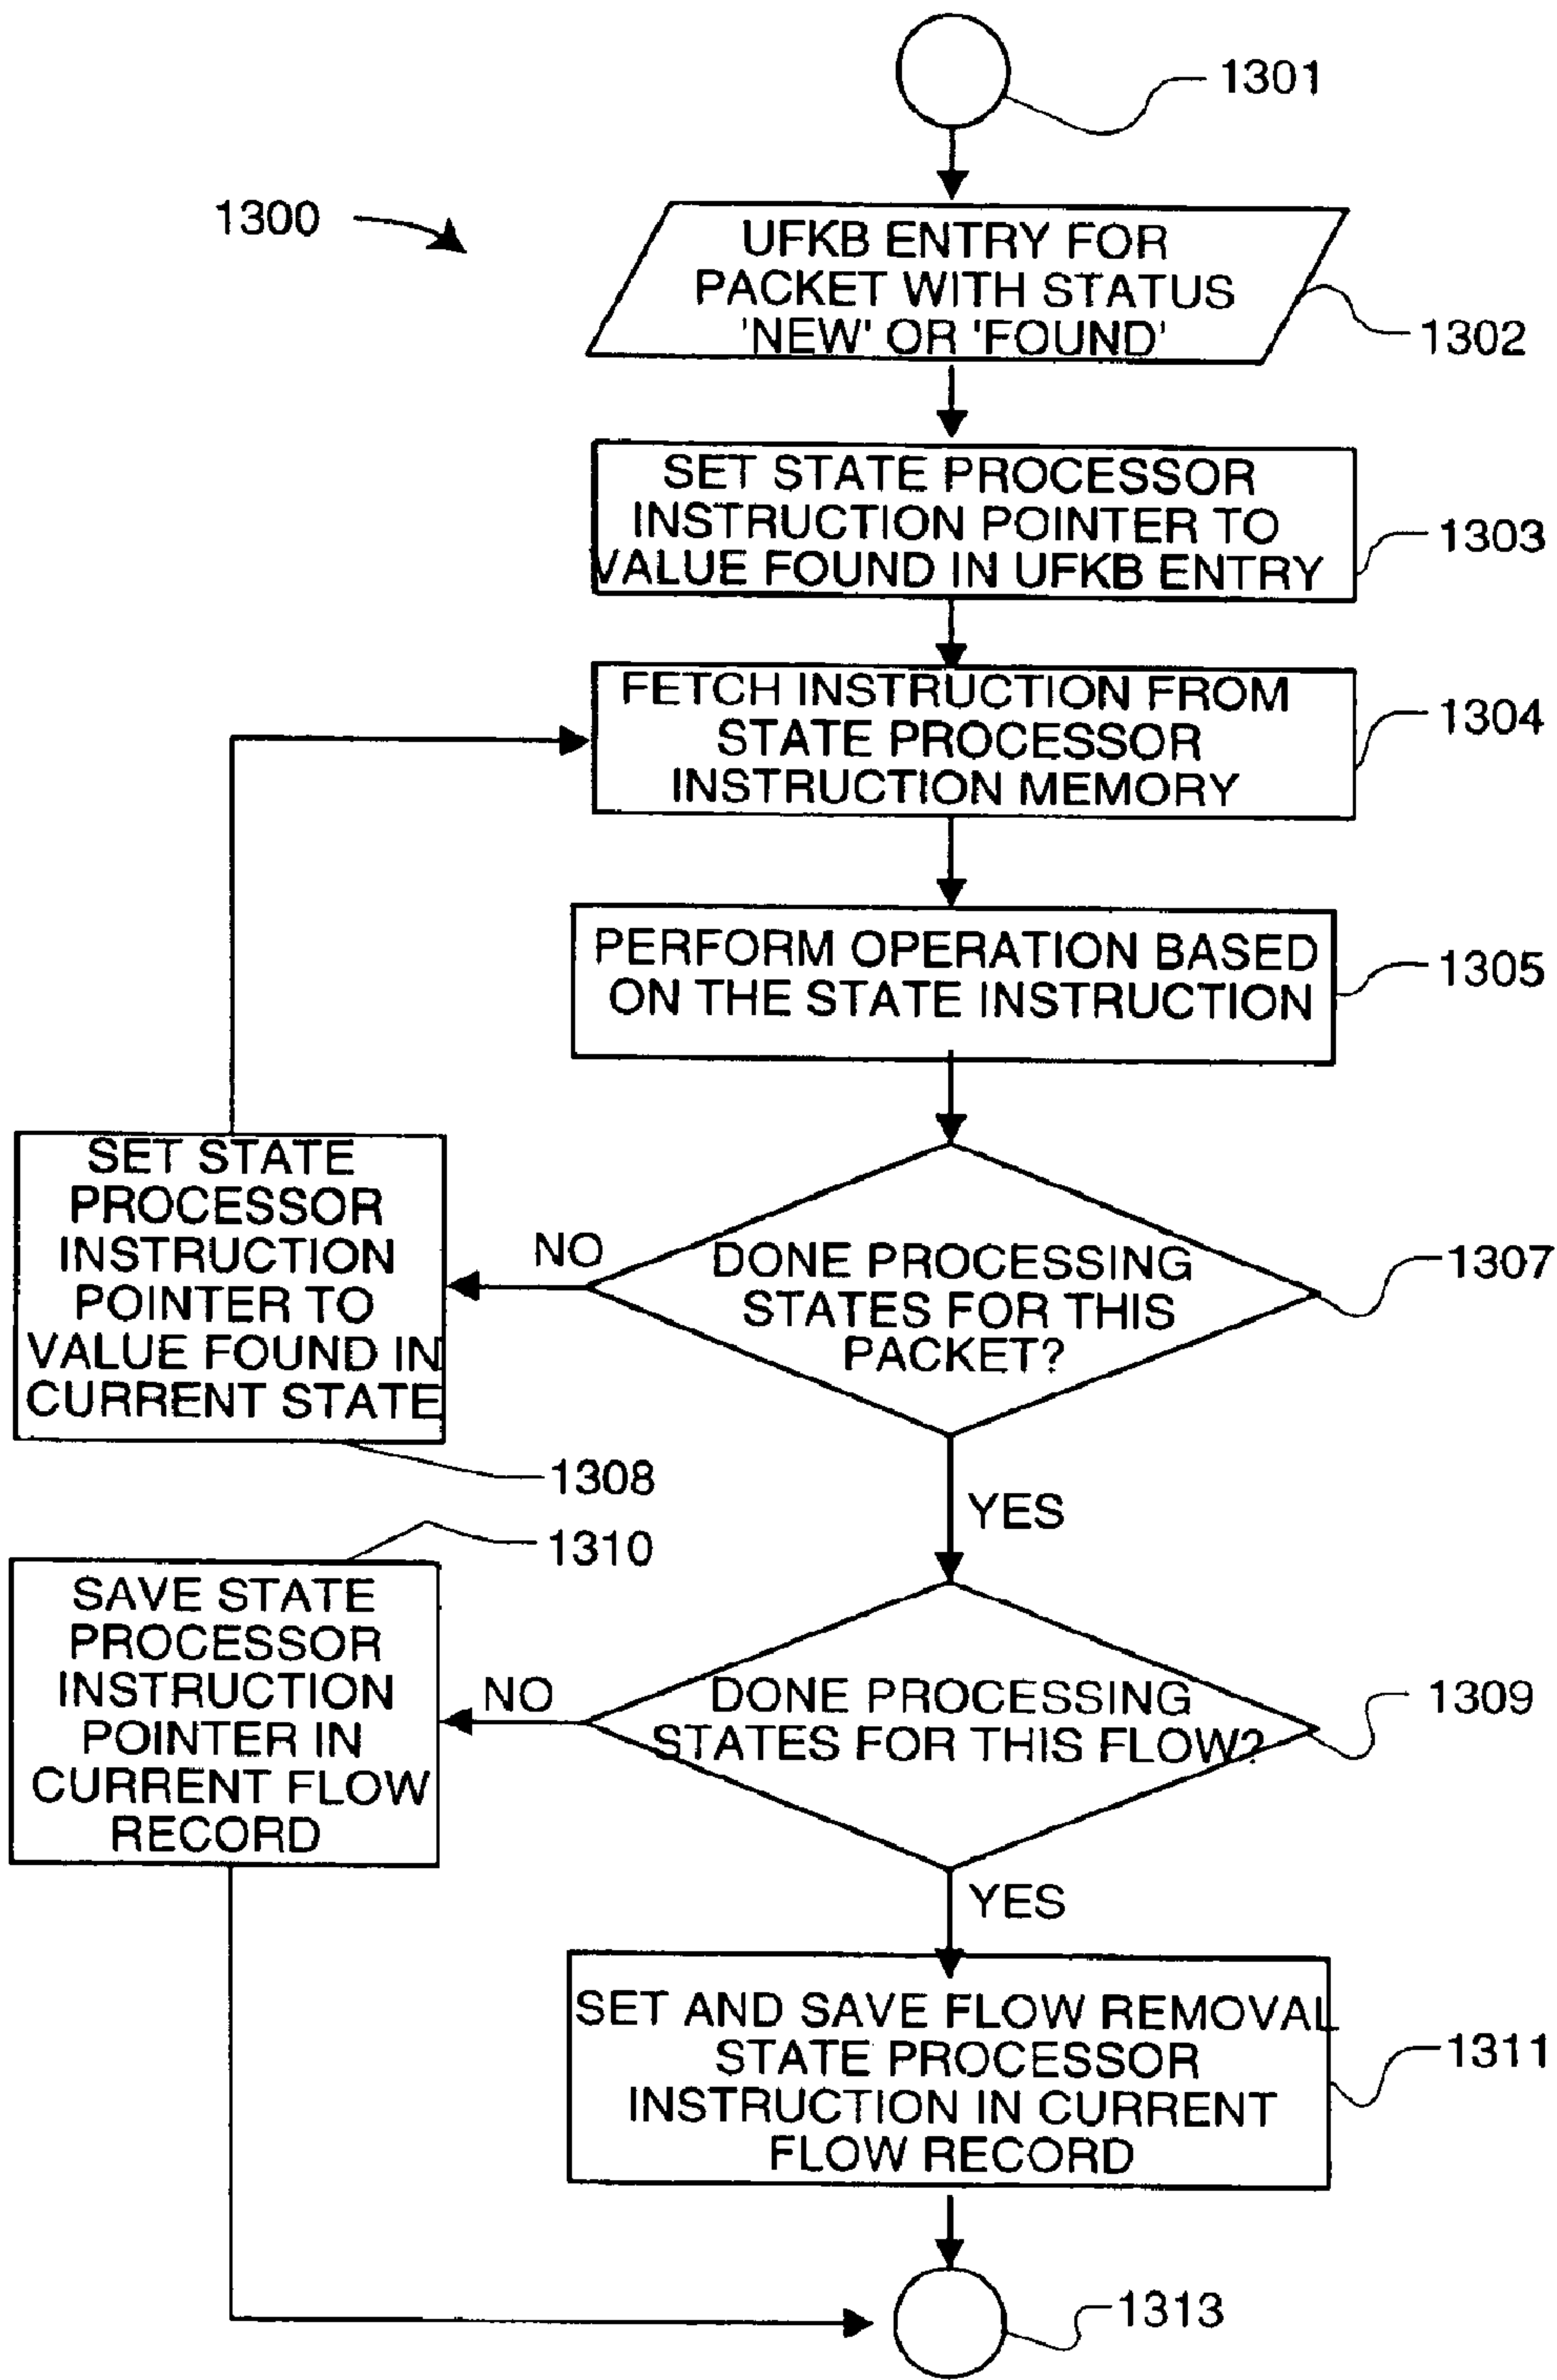 1301
1300
UFKB ENTRY FOR
PACKET WITH STATUS
'NEW' OR 'FOUND'
1302
SET STATE PROCESSOR
INSTRUCTION POINTER TO
VALUE FOUND IN UFKB ENTRY
1303
FETCH INSTRUCTION FROM
STATE PROCESSOR
INSTRUCTION MEMORY
1304
PERFORM OPERATION BASED
ON THE STATE INSTRUCTION
1305
DONE PROCESSING
STATES FOR THIS
PACKET?
1307
NO
SET STATE
PROCESSOR
INSTRUCTION
POINTER TO
VALUE FOUND IN
CURRENT STATE
1308
YES
DONE PROCESSING
STATES FOR THIS FLOW?
1309
NO
1310
SAVE STATE
PROCESSOR
INSTRUCTION
POINTER IN
CURRENT FLOW
RECORD
YES
SET AND SAVE FLOW REMOVAL
STATE PROCESSOR
INSTRUCTION IN CURRENT
FLOW RECORD
1311
1313